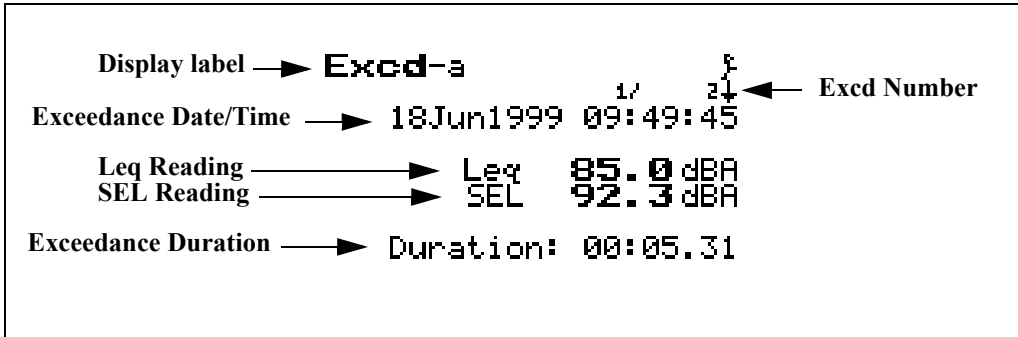 Display label Excd-a
1/ 2 Excd Number
Exceedance Date/Time 18Jun1999 09:49:45
Leq Reading Leq 85.0 dBA
SEL Reading SEL 92.3 dBA
Exceedance Duration Duration: 00:05.31